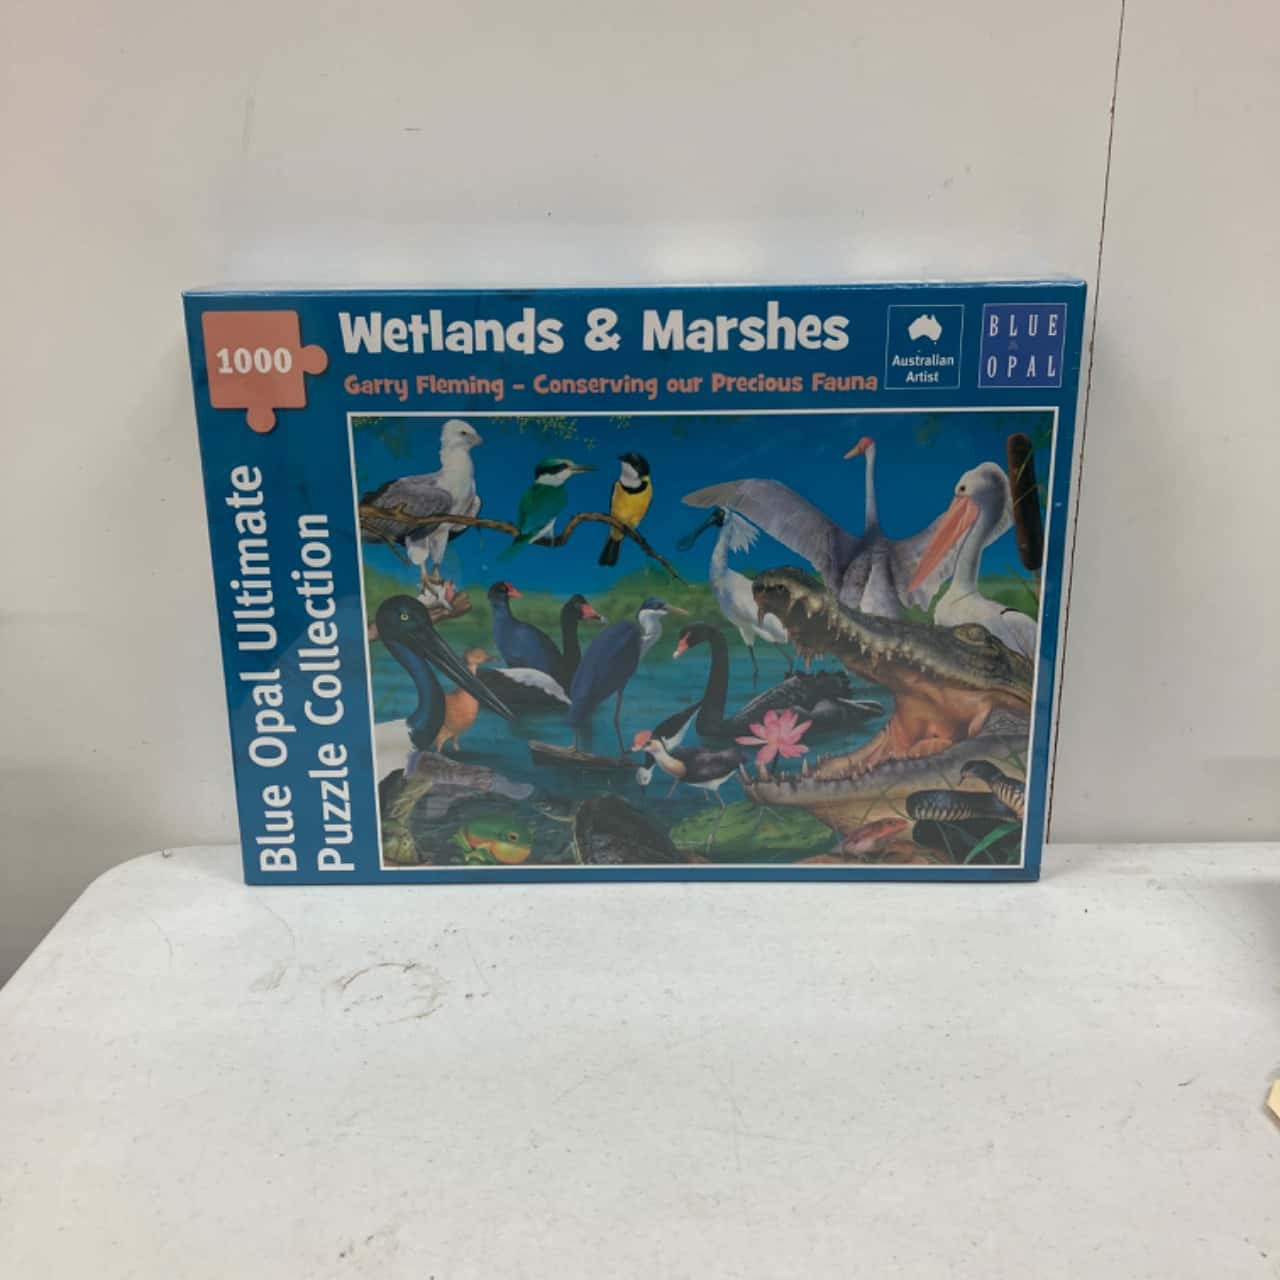 1000
Wetlands & Marshes
Garry Fleming – Conserving our Precious Fauna
Australian
Artist
BLUE
OPAL
Blue Opal Ultimate
Puzzle Collection